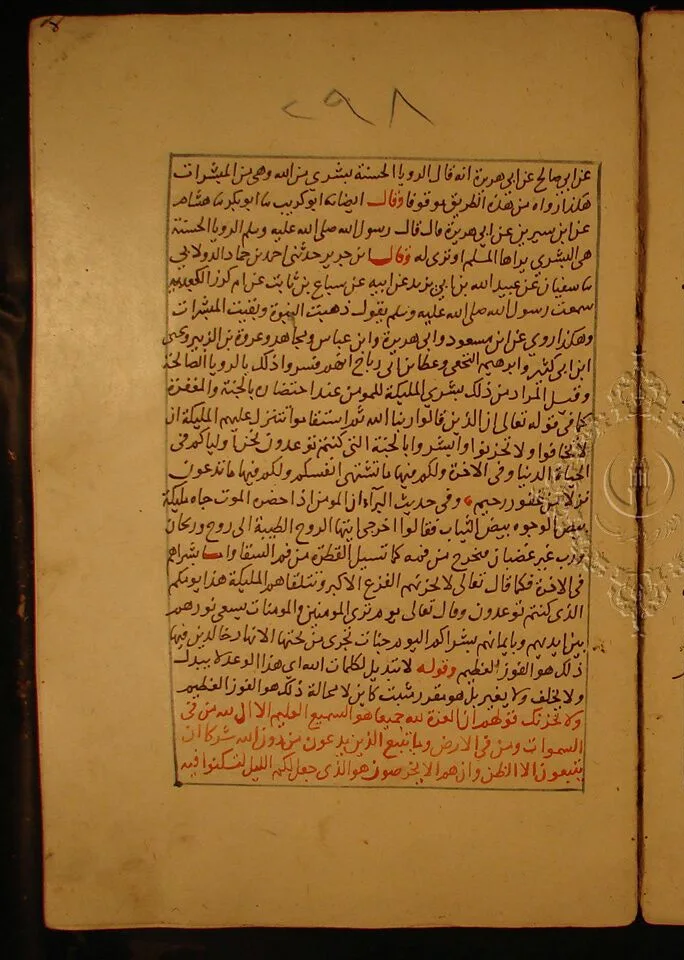 ٢٩٨
عن ابي صالح عن ابي هريرة انه قال الرويا الحسنة بشرى من الله وهي من المبشرات
هكذا رواه من هذه الطريق موقوفا وقال ايضا ما ابو كريب ما ابو بكر ما هشام
عن ابن سيرين عن ابي هريرة قال قال رسول الله صلى الله عليه وسلم الرويا الحسنة
هي البشرى يراها المسلم او ترى له وقال ابن جرير حدثني احمد بن حماد الدولابي
ما سفيان عن عبيد الله بن ابي يزيد عن ابيه عن سباع بن ثابت عن ام كرز الكعبية
سمعت رسول الله صلى الله عليه وسلم يقول ذهبت النبوة وبقيت المبشرات
وهكذا روي عن ابن مسعود وابي هريرة وابن عباس ومجاهد وعروة بن الزبير ويحيى
ابن ابي كثير وابرهيم النخعي وعطا بن ابي رباح انهم فسروا ذلك بالرويا الصالحة
وقيل المراد من ذلك بشرى المليكة للمومن عند احتضاره بالجنة والمغفرة
كما في قوله تعالى ان الذين قالوا ربنا الله ثم استقاموا تتنزل عليهم المليكة ان
لا تخافوا ولا تحزنوا وابشروا بالجنة التي كنتم توعدون نحن اولياكم في
الحياة الدنيا وفي الاخرة ولكم فيها ما تشتهي انفسكم ولكم فيها ما تدعون
نزلا من غفور رحيم وفي حديث البراء ان المومن اذا حضره الموت جاه مليكة
بيض الوجوه بيض الثياب فقالوا اخرجي ايتها الروح الطيبة الى روح وريحان
ورب غير غضبان فتخرج من فمه كما تسيل القطرة من فم السقا واما بشراهم
في الاخرة فكما قال تعالى لا يحزنهم الفزع الاكبر وتتلقاهم المليكة هذا يومكم
الذي كنتم توعدون وقال تعالى يوم ترى المومنين والمومنات يسعى نورهم
بين ايديهم وبايمانهم بشراكم اليوم جنات تجري من تحتها الانهار خالدين فيها
ذلك هو الفوز العظيم وقوله لا تبديل لكلمات الله اي هذا الوعد لا يبدل
ولا يخلف ولا يغير بل هو مقرر مثبت كاين لا محالة ذلك هو الفوز العظيم
ولا يحزنك قولهم ان العزة لله جميعا هو السميع العليم الا ان لله من في
السموات ومن في الارض وما يتبع الذين يدعون من دون الله شركا ان
يتبعون الا الظن وان هم الا يخرصون هو الذي جعل لكم الليل لتسكنوا فيه